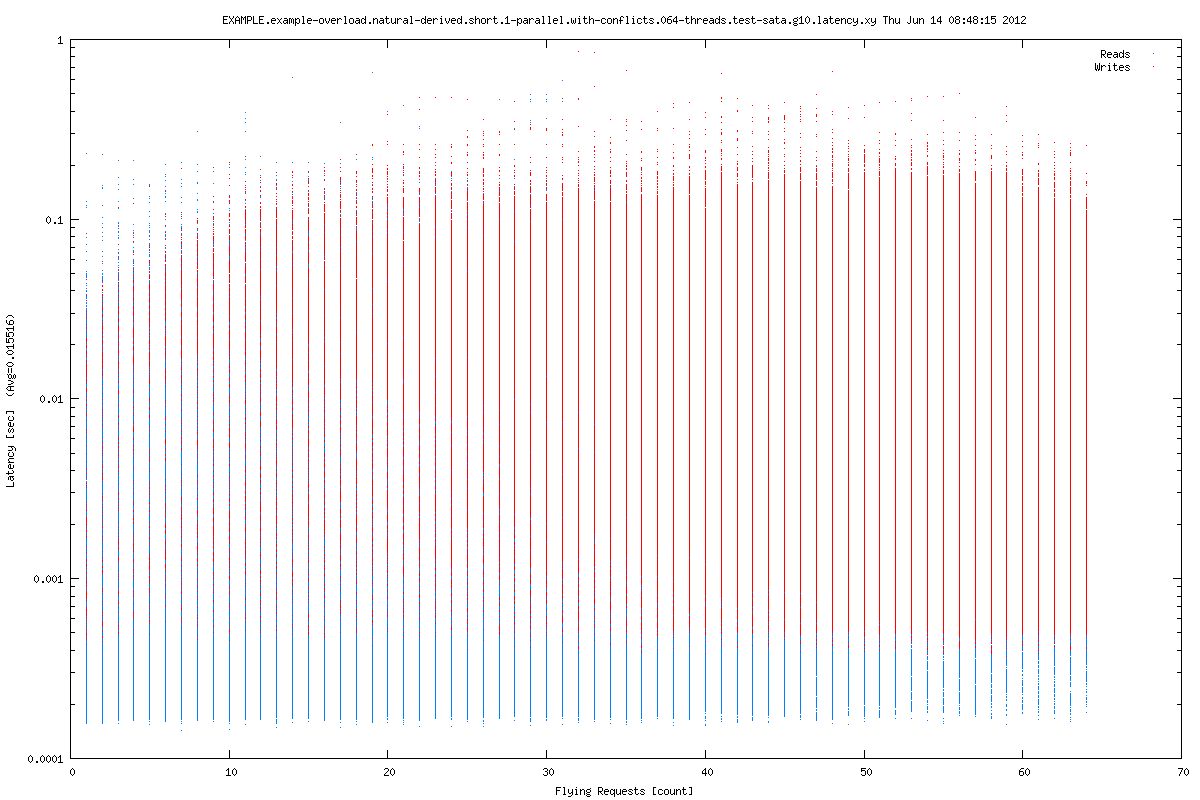 EXAMPLE.example-overload.natural-derived.short.1-parallel.with-conflicts.064-threads.test-sata.g10.latency.xy Thu Jun 14 08:48:15 2012
Reads
Writes
1
0.1
0.01
0.001
0.0001
Latency [sec] (Avg=0.015516)
0 10 20 30 40 50 60 70
Flying Requests [count]